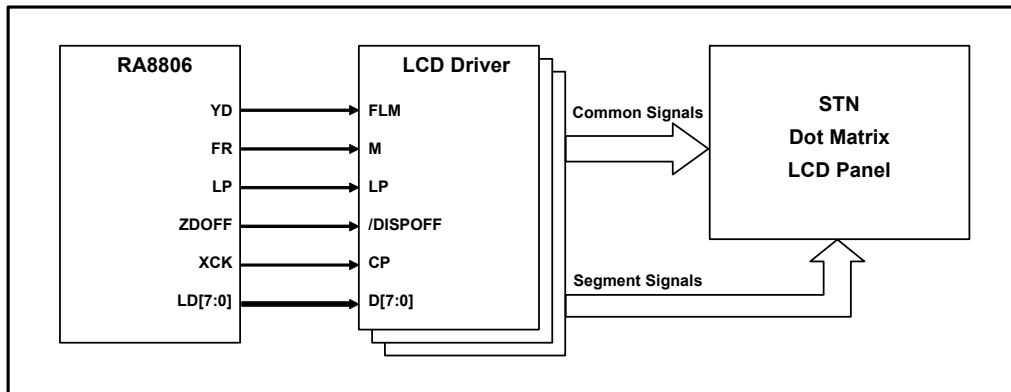 RA8806
YD
FR
LP
ZDOFF
XCK
LD[7:0]
LCD Driver
FLM
M
LP
/DISPOFF
CP
D[7:0]
Common Signals
Segment Signals
STN
Dot Matrix
LCD Panel